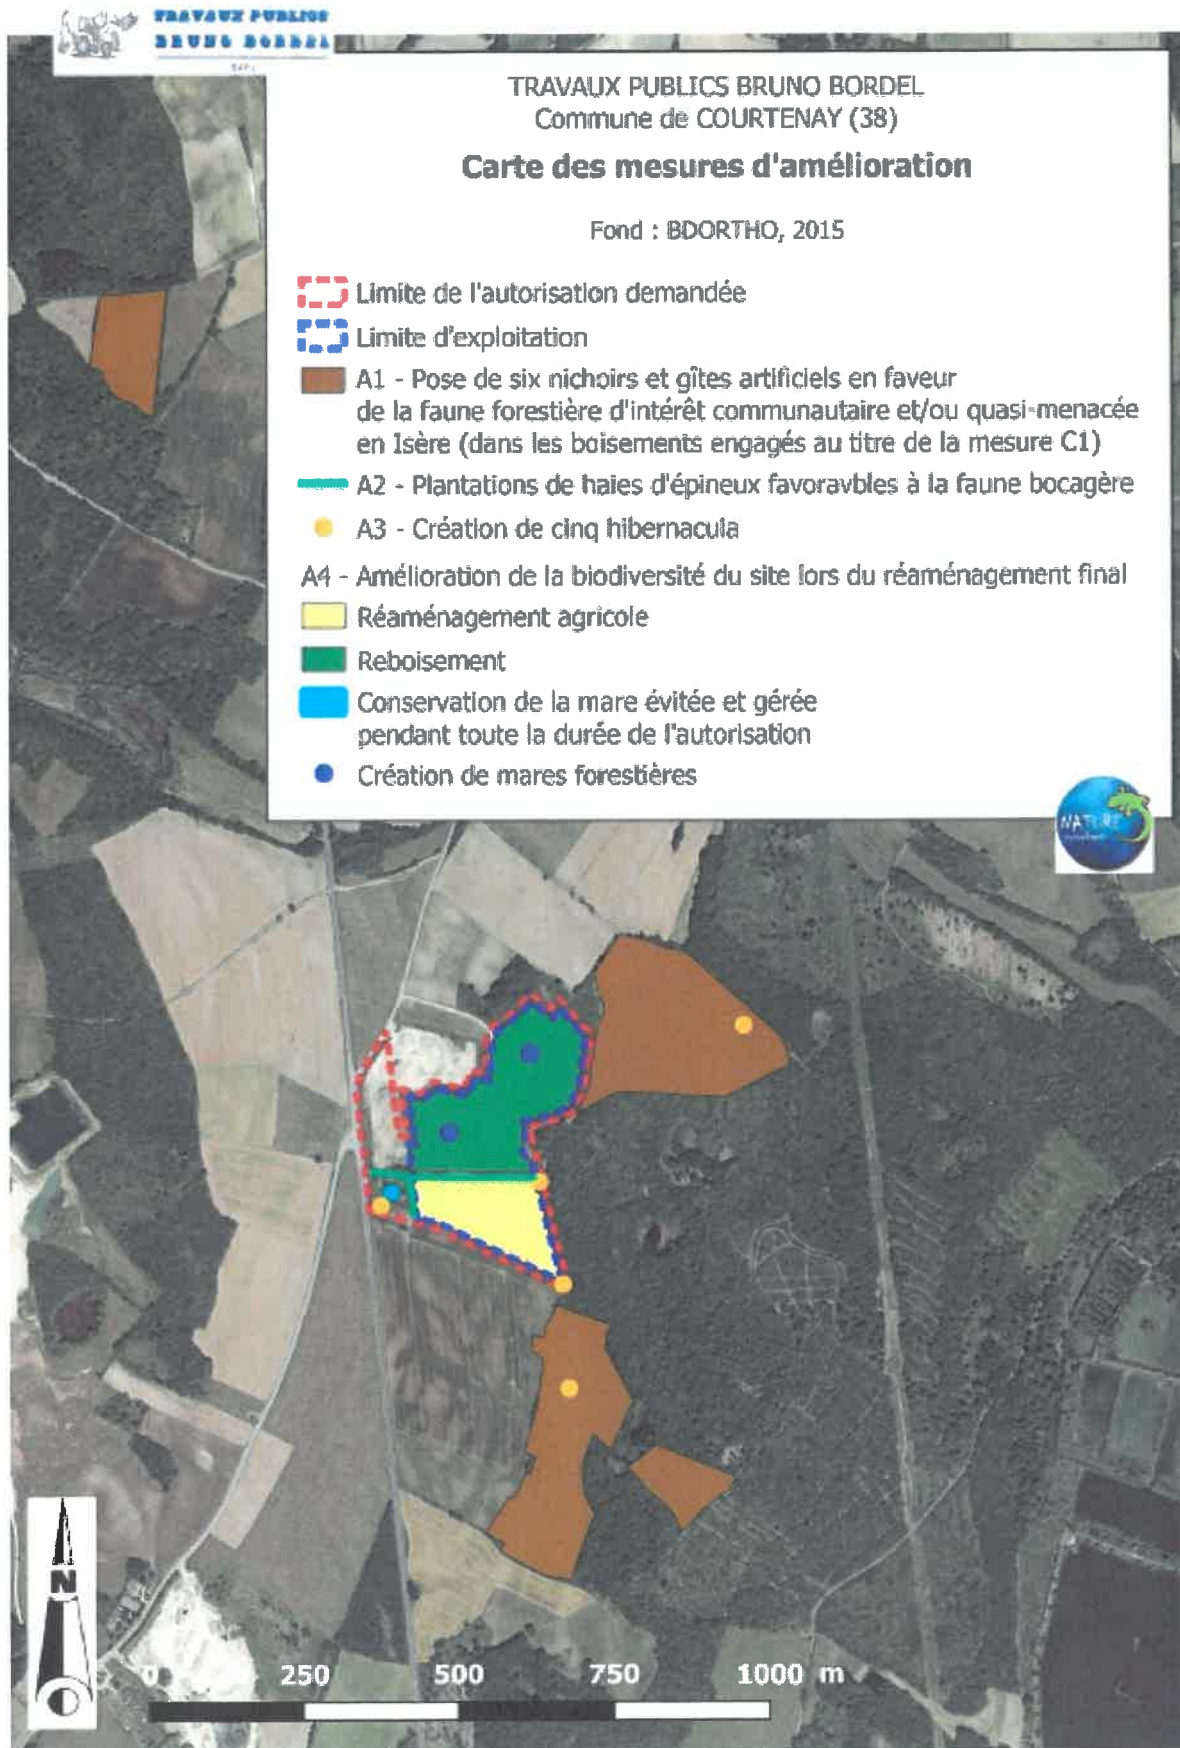 TRAVAUX PUBLICS
BRUNO BORDEL
TRAVAUX PUBLICS BRUNO BORDEL
Commune de COURTENAY (38)
Carte des mesures d'amélioration
Fond : BDORTHO, 2015
Limite de l'autorisation demandée
Limite d'exploitation
A1 - Pose de six nichoirs et gîtes artificiels en faveur
de la faune forestière d'intérêt communautaire et/ou quasi-menacée
en Isère (dans les boisements engagés au titre de la mesure C1)
A2 - Plantations de haies d'épineux favoravbles à la faune bocagère
A3 - Création de cinq hibernacula
A4 - Amélioration de la biodiversité du site lors du réaménagement final
Réaménagement agricole
Reboisement
Conservation de la mare évitée et gérée
pendant toute la durée de l'autorisation
Création de mares forestières
NATURE
N
0 250 500 750 1000 m